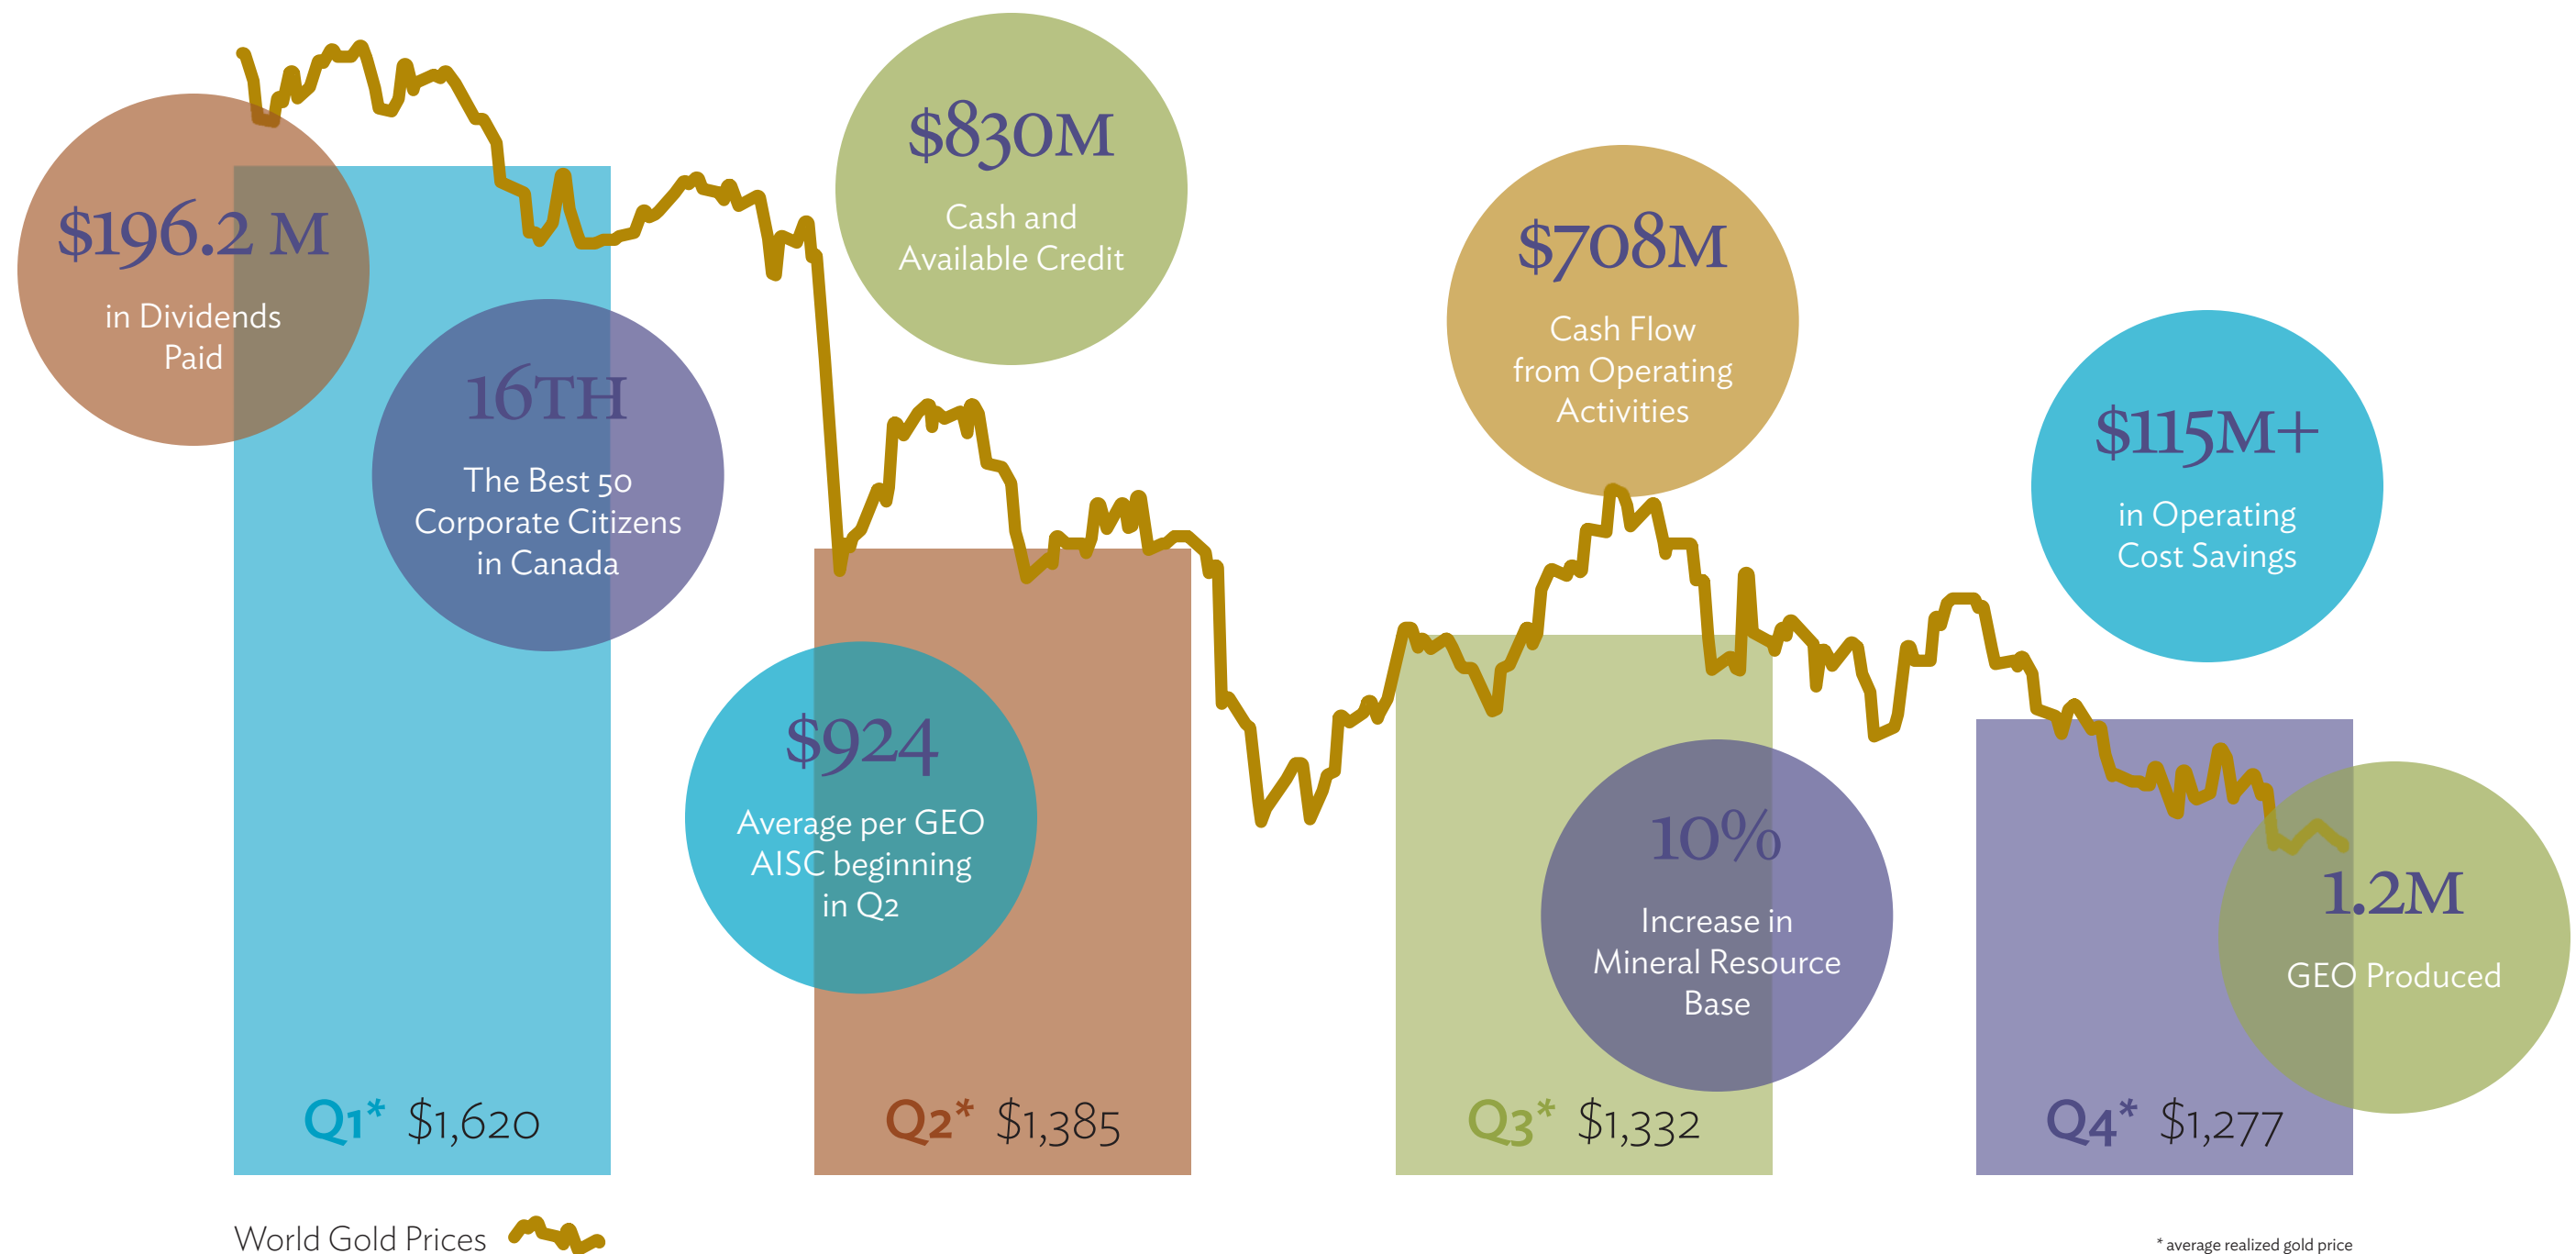 $196.2 M
in Dividends
Paid
16TH
The Best 50
Corporate Citizens
in Canada
$830M
Cash and
Available Credit
$924
Average per GEO
AISC beginning
in Q2
$708M
Cash Flow
from Operating
Activities
10%
Increase in
Mineral Resource
Base
$115M+
in Operating
Cost Savings
1.2M
GEO Produced
Q1* $1,620
Q2* $1,385
Q3* $1,332
Q4* $1,277
World Gold Prices
* average realized gold price